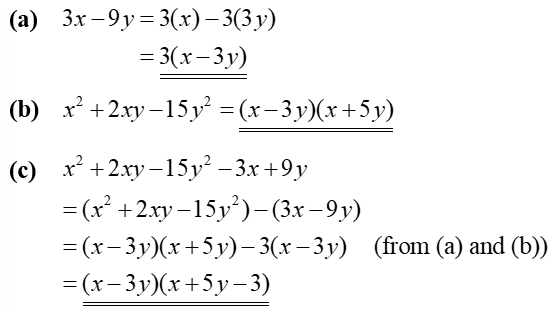 (a) 3x − 9y = 3(x) − 3(3y)
= 3(x − 3y)
(b) x² + 2xy − 15y² = (x − 3y)(x + 5y)
(c) x² + 2xy − 15y² − 3x + 9y
= (x² + 2xy − 15y²) − (3x − 9y)
= (x − 3y)(x + 5y) − 3(x − 3y) (from (a) and (b))
= (x − 3y)(x + 5y − 3)